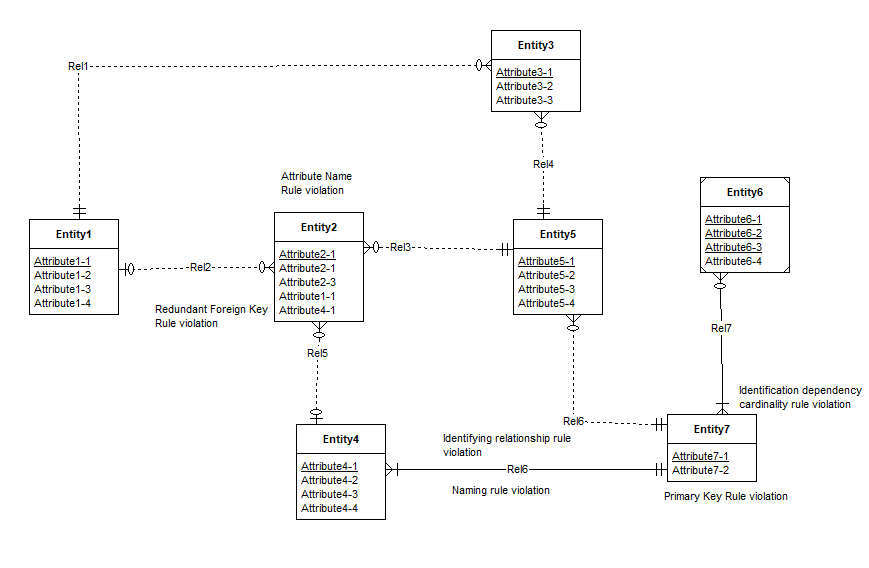 Entity3
Attribute3-1
Attribute3-2
Attribute3-3
Rel1
Rel4
Attribute Name
Rule violation
Entity6
Attribute6-1
Attribute6-2
Attribute6-3
Attribute6-4
Entity1
Attribute1-1
Attribute1-2
Attribute1-3
Attribute1-4
Rel2
Entity2
Attribute2-1
Attribute2-1
Attribute2-3
Attribute1-1
Attribute4-1
Rel3
Entity5
Attribute5-1
Attribute5-2
Attribute5-3
Attribute5-4
Redundant Foreign Key
Rule violation
Rel5
Rel7
Identification dependency
cardinality rule violation
Rel6
Entity4
Attribute4-1
Attribute4-2
Attribute4-3
Attribute4-4
Identifying relationship rule
violation
Rel6
Naming rule violation
Entity7
Attribute7-1
Attribute7-2
Primary Key Rule violation